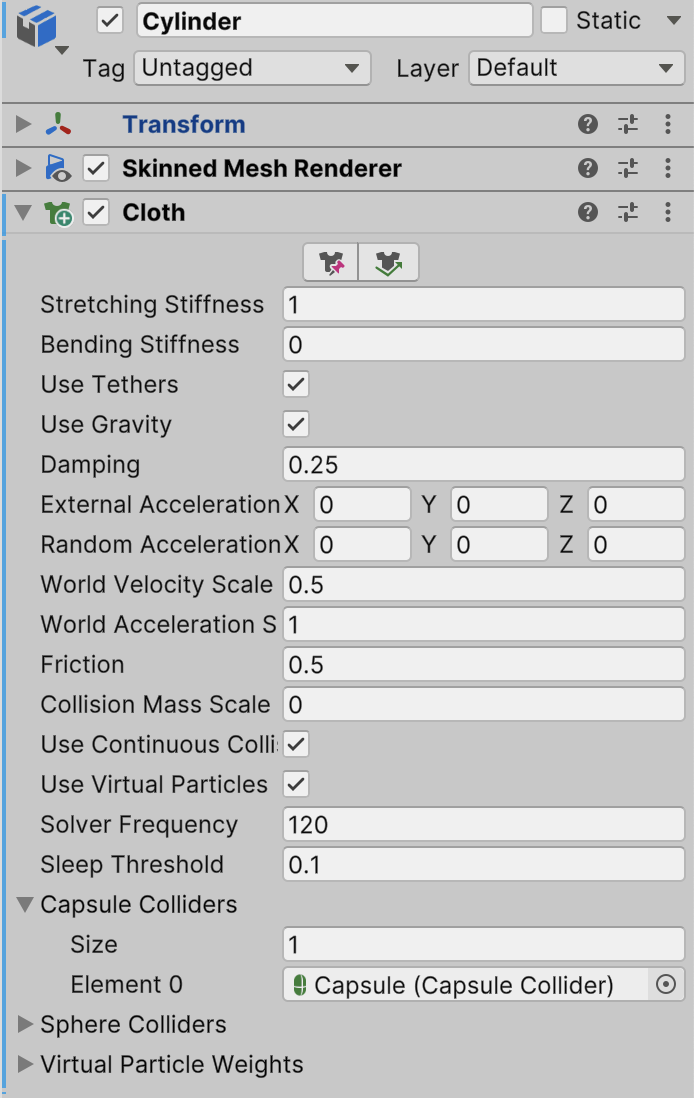 Cylinder Static
Tag Untagged Layer Default
Transform
Skinned Mesh Renderer
Cloth
Stretching Stiffness 1
Bending Stiffness 0
Use Tethers
Use Gravity
Damping 0.25
External Acceleration X 0 Y 0 Z 0
Random Acceleration X 0 Y 0 Z 0
World Velocity Scale 0.5
World Acceleration S 1
Friction 0.5
Collision Mass Scale 0
Use Continuous Colli
Use Virtual Particles
Solver Frequency 120
Sleep Threshold 0.1
Capsule Colliders
Size 1
Element 0 Capsule (Capsule Collider)
Sphere Colliders
Virtual Particle Weights